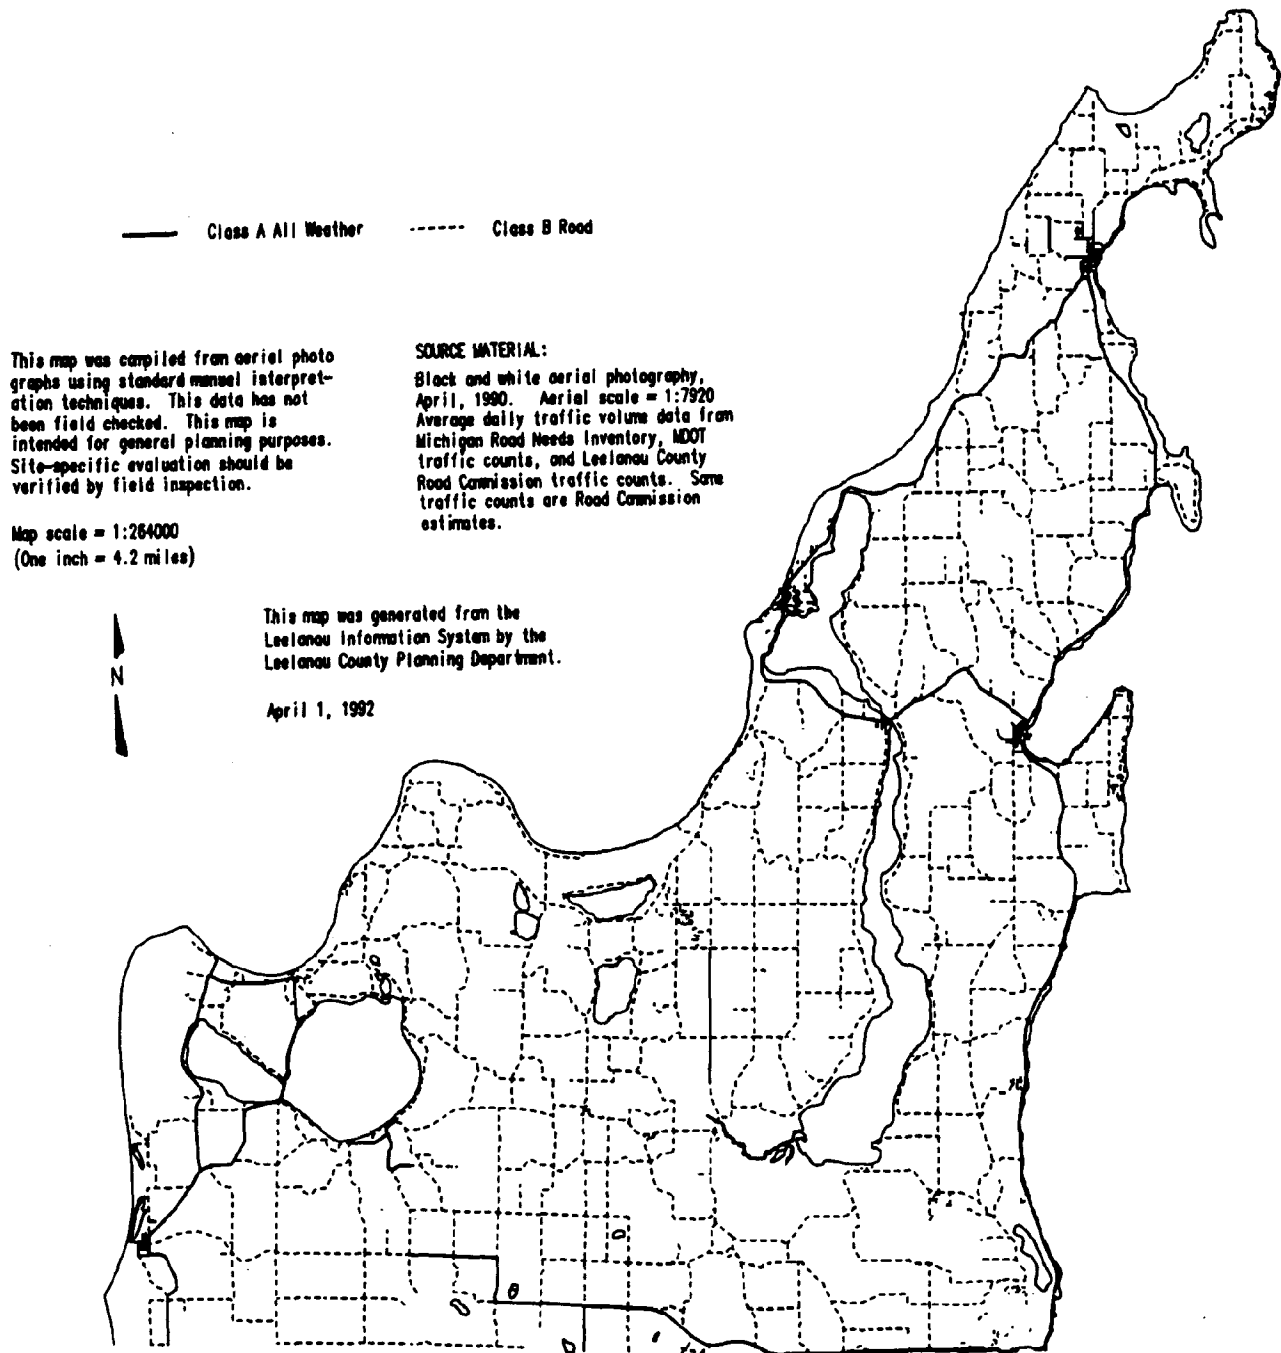 Class A All Weather
Class B Road
This map was compiled from aerial photo
graphs using standard manual interpret-
ation techniques. This data has not
been field checked. This map is
intended for general planning purposes.
Site-specific evaluation should be
verified by field inspection.
Map scale = 1:264000
(One inch = 4.2 miles)
SOURCE MATERIAL:
Black and white aerial photography,
April, 1990. Aerial scale = 1:7920
Average daily traffic volume data from
Michigan Road Needs Inventory, MDOT
traffic counts, and Leelanau County
Road Commission traffic counts. Some
traffic counts are Road Commission
estimates.
This map was generated from the
Leelanau Information System by the
Leelanau County Planning Department.
April 1, 1992
N